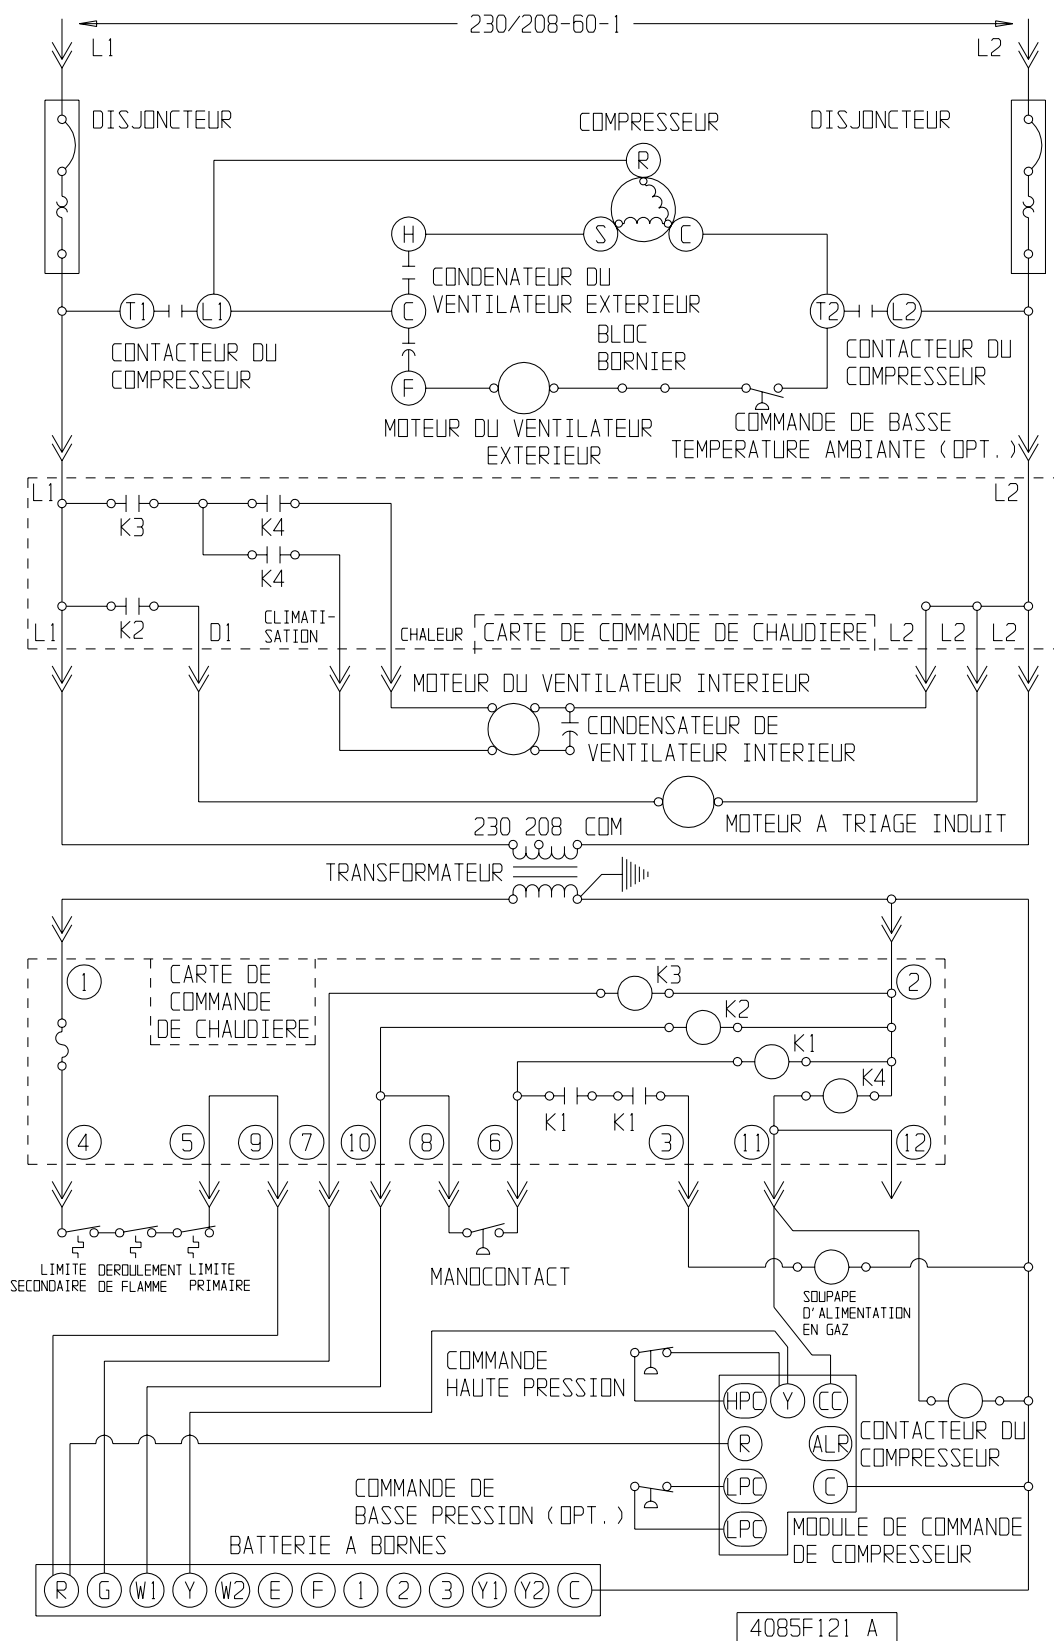 230/208-60-1
L1
L2
DISJONCTEUR
COMPRESSEUR
DISJONCTEUR
R
H
S
C
CONDENATEUR DU
VENTILATEUR EXTERIEUR
T1
L1
C
T2
L2
BLOC
BORNIER
CONTACTEUR DU
COMPRESSEUR
CONTACTEUR DU
COMPRESSEUR
F
MOTEUR DU VENTILATEUR
EXTERIEUR
COMMANDE DE BASSE
TEMPERATURE AMBIANTE (OPT.)
L1
L2
K3
K4
K4
K2
L1
D1
CLIMATI-
SATION
CHALEUR
CARTE DE COMMANDE DE CHAUDIERE
L2
L2
L2
MOTEUR DU VENTILATEUR INTERIEUR
CONDENSATEUR DE
VENTILATEUR INTERIEUR
230 208 COM
MOTEUR A TRIAGE INDUIT
TRANSFORMATEUR
1
CARTE DE
COMMANDE
DE CHAUDIERE
K3
2
K2
K1
K4
K1
K1
4
5
9
7
10
8
6
3
11
12
LIMITE
SECONDAIRE
DEROULEMENT
DE FLAMME
LIMITE
PRIMAIRE
MANOCONTACT
SOUPAPE
D'ALIMENTATION
EN GAZ
COMMANDE
HAUTE PRESSION
HPC
Y
CC
R
ALR
CONTACTEUR DU
COMPRESSEUR
LPC
C
COMMANDE DE
BASSE PRESSION (OPT.)
LPC
MODULE DE COMMANDE
DE COMPRESSEUR
BATTERIE A BORNES
R G W1 Y W2 E F 1 2 3 Y1 Y2 C
4085F121 A